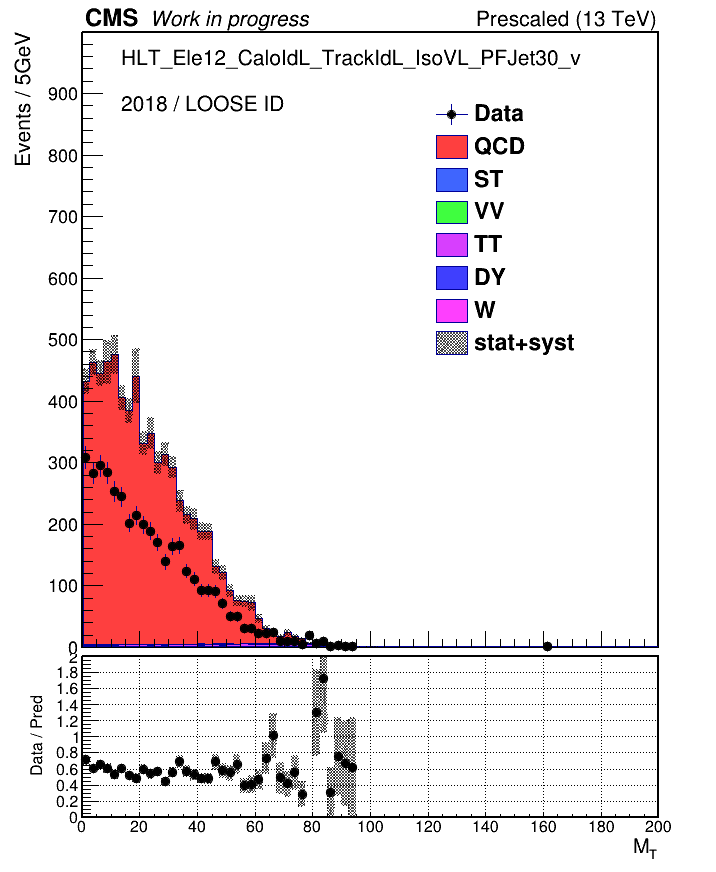 CMS Work in progress Prescaled (13 TeV)
Events / 5GeV
HLT_Ele12_CaloIdL_TrackIdL_IsoVL_PFJet30_v
2018 / LOOSE ID
900
800
700
600
500
400
300
200
100
0
Data
QCD
ST
VV
TT
DY
W
stat+syst
Data / Pred
2
1.8
1.6
1.4
1.2
1
0.8
0.6
0.4
0.2
0
0 20 40 60 80 100 120 140 160 180 200
M_T